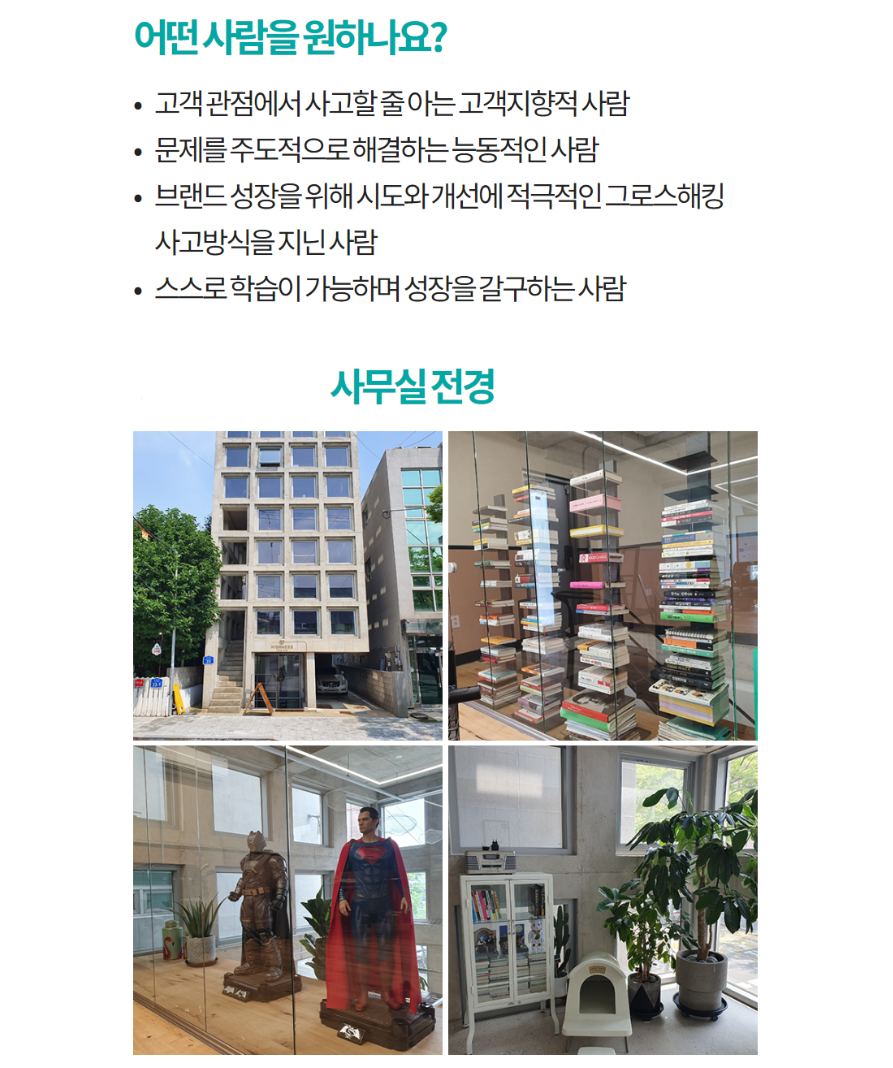 어떤 사람을 원하나요?
• 고객 관점에서 사고할 줄 아는 고객지향적 사람
• 문제를 주도적으로 해결하는 능동적인 사람
• 브랜드 성장을 위해 시도와 개선에 적극적인 그로스해킹
사고방식을 지닌 사람
• 스스로 학습이 가능하며 성장을 갈구하는 사람
사무실 전경